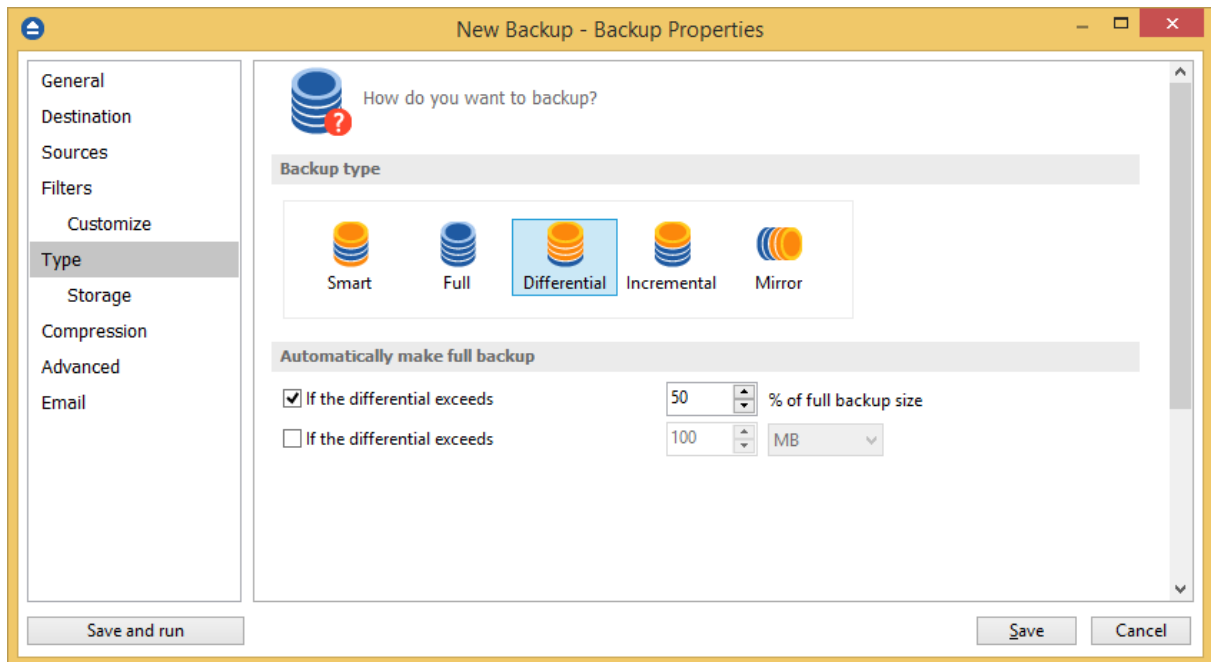 New Backup - Backup Properties
General
Destination
Sources
Filters
Customize
Type
Storage
Compression
Advanced
Email
How do you want to backup?
Backup type
Smart Full Differential Incremental Mirror
Automatically make full backup
If the differential exceeds 50 % of full backup size
If the differential exceeds 100 MB
Save and run Save Cancel